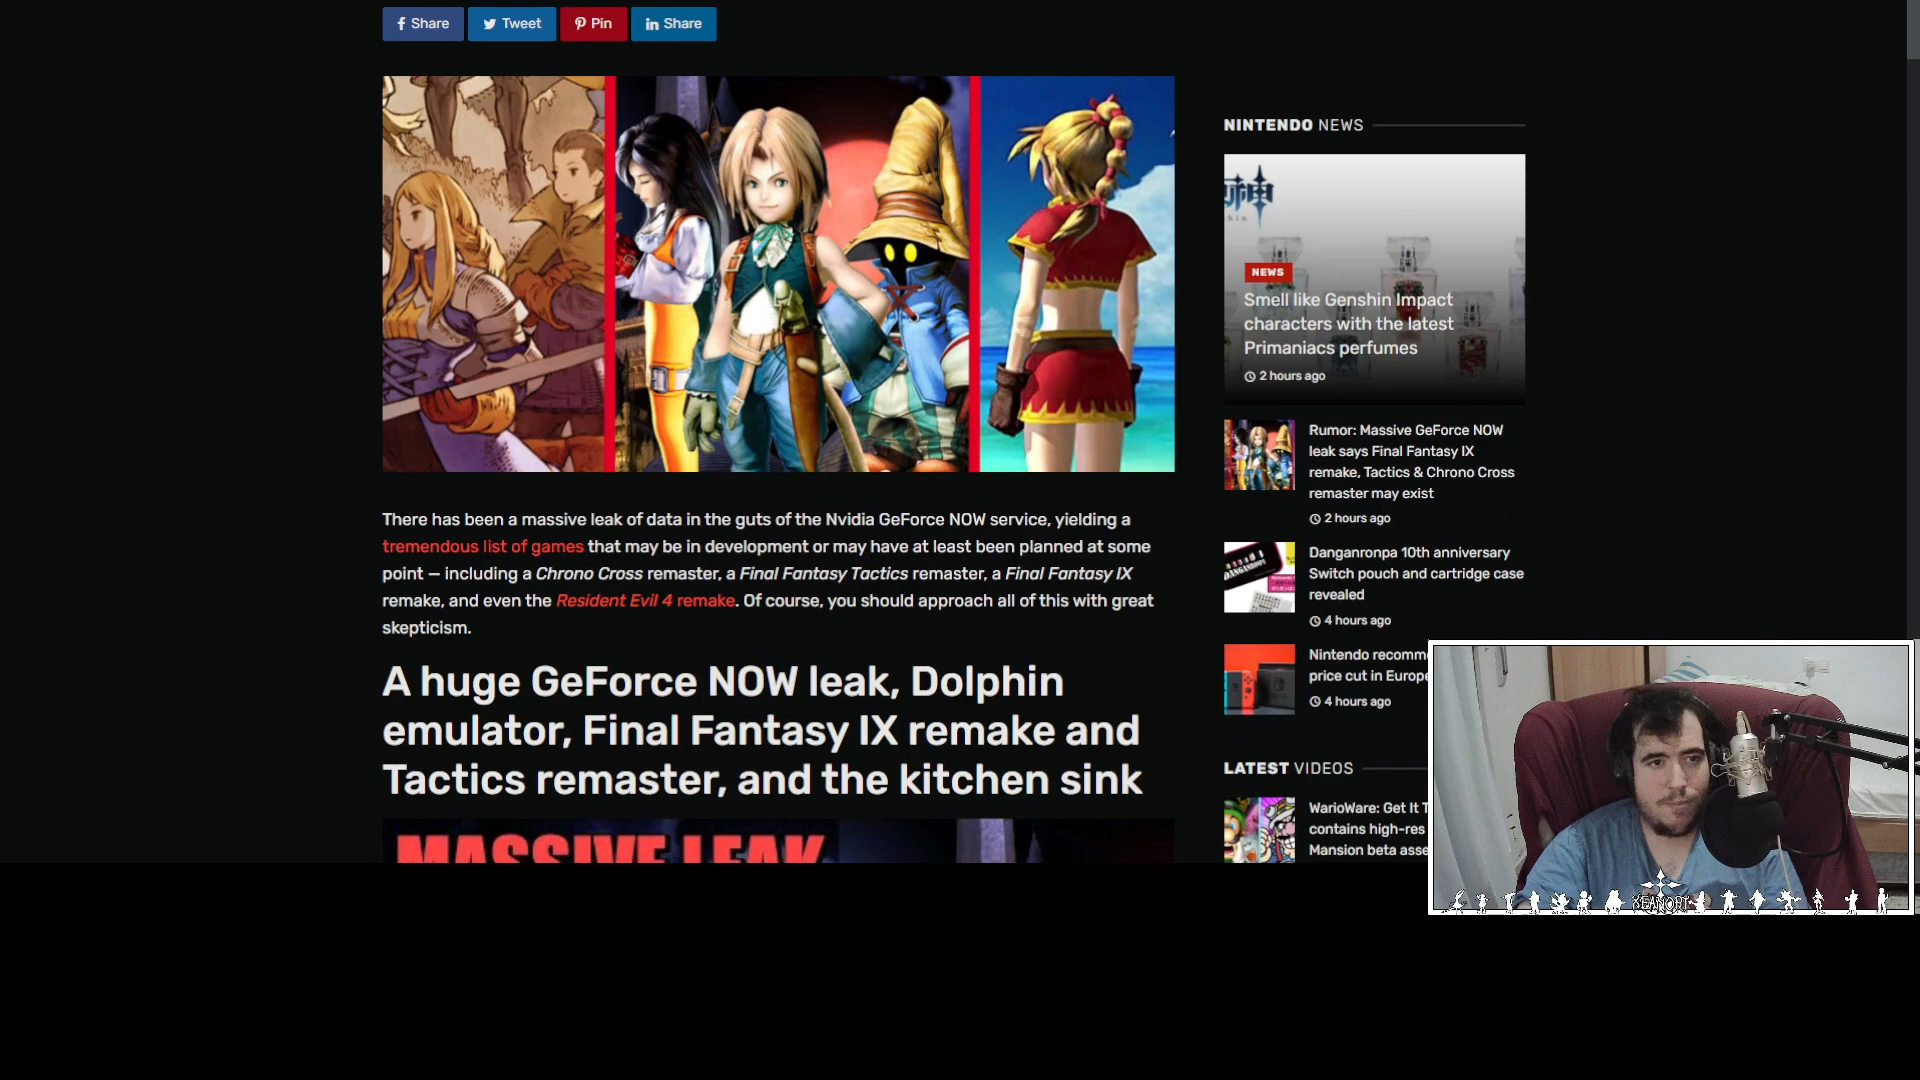 Share Tweet Pin Share
NINTENDO NEWS
NEWS
Smell like Genshin Impact
characters with the latest
Primaniacs perfumes
2 hours ago
Rumor: Massive GeForce NOW
leak says Final Fantasy IX
remake, Tactics & Chrono Cross
remaster may exist
2 hours ago
Danganronpa 10th anniversary
Switch pouch and cartridge case
revealed
4 hours ago
Nintendo recomm
price cut in Europe
4 hours ago
LATEST VIDEOS
WarioWare: Get It T
contains high-res
Mansion beta asse
There has been a massive leak of data in the guts of the Nvidia GeForce NOW service, yielding a
tremendous list of games that may be in development or may have at least been planned at some
point — including a Chrono Cross remaster, a Final Fantasy Tactics remaster, a Final Fantasy IX
remake, and even the Resident Evil 4 remake. Of course, you should approach all of this with great
skepticism.
A huge GeForce NOW leak, Dolphin
emulator, Final Fantasy IX remake and
Tactics remaster, and the kitchen sink
MASSIVE LEAK
XEANORT